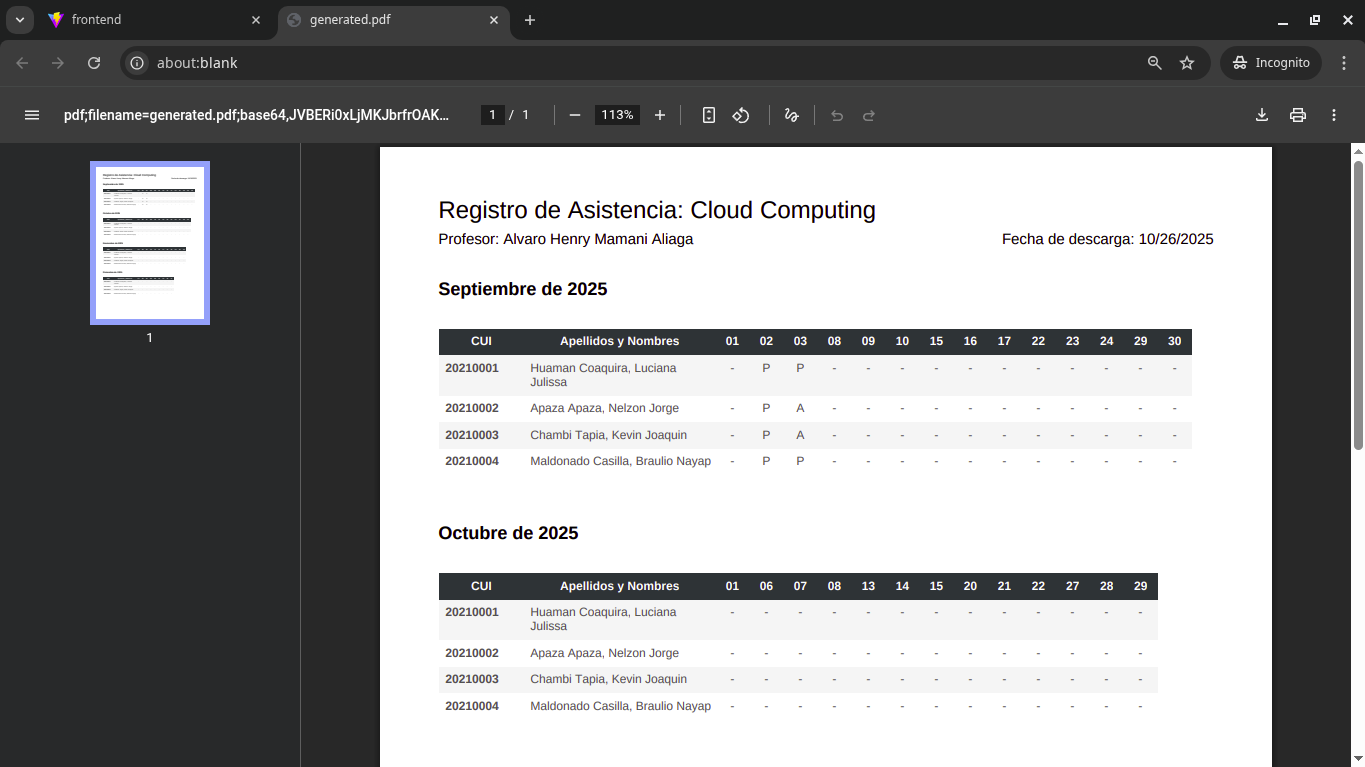 frontend
generated.pdf
about:blank
Incognito
pdf;filename=generated.pdf;base64,JVBERi0xLjMKJbrfrOAK...
1 / 1
113%
1
Registro de Asistencia: Cloud Computing
Profesor: Alvaro Henry Mamani Aliaga Fecha de descarga: 10/26/2025
Septiembre de 2025
CUI Apellidos y Nombres 01 02 03 08 09 10 15 16 17 22 23 24 29 30
20210001 Huaman Coaquira, Luciana - P P - - - - - - - - - - -
Julissa
20210002 Apaza Apaza, Nelzon Jorge - P A - - - - - - - - - - -
20210003 Chambi Tapia, Kevin Joaquin - P A - - - - - - - - - - -
20210004 Maldonado Casilla, Braulio Nayap - P P - - - - - - - - - - -
Octubre de 2025
CUI Apellidos y Nombres 01 06 07 08 13 14 15 20 21 22 27 28 29
20210001 Huaman Coaquira, Luciana - - - - - - - - - - - - -
Julissa
20210002 Apaza Apaza, Nelzon Jorge - - - - - - - - - - - - -
20210003 Chambi Tapia, Kevin Joaquin - - - - - - - - - - - - -
20210004 Maldonado Casilla, Braulio Nayap - - - - - - - - - - - - -